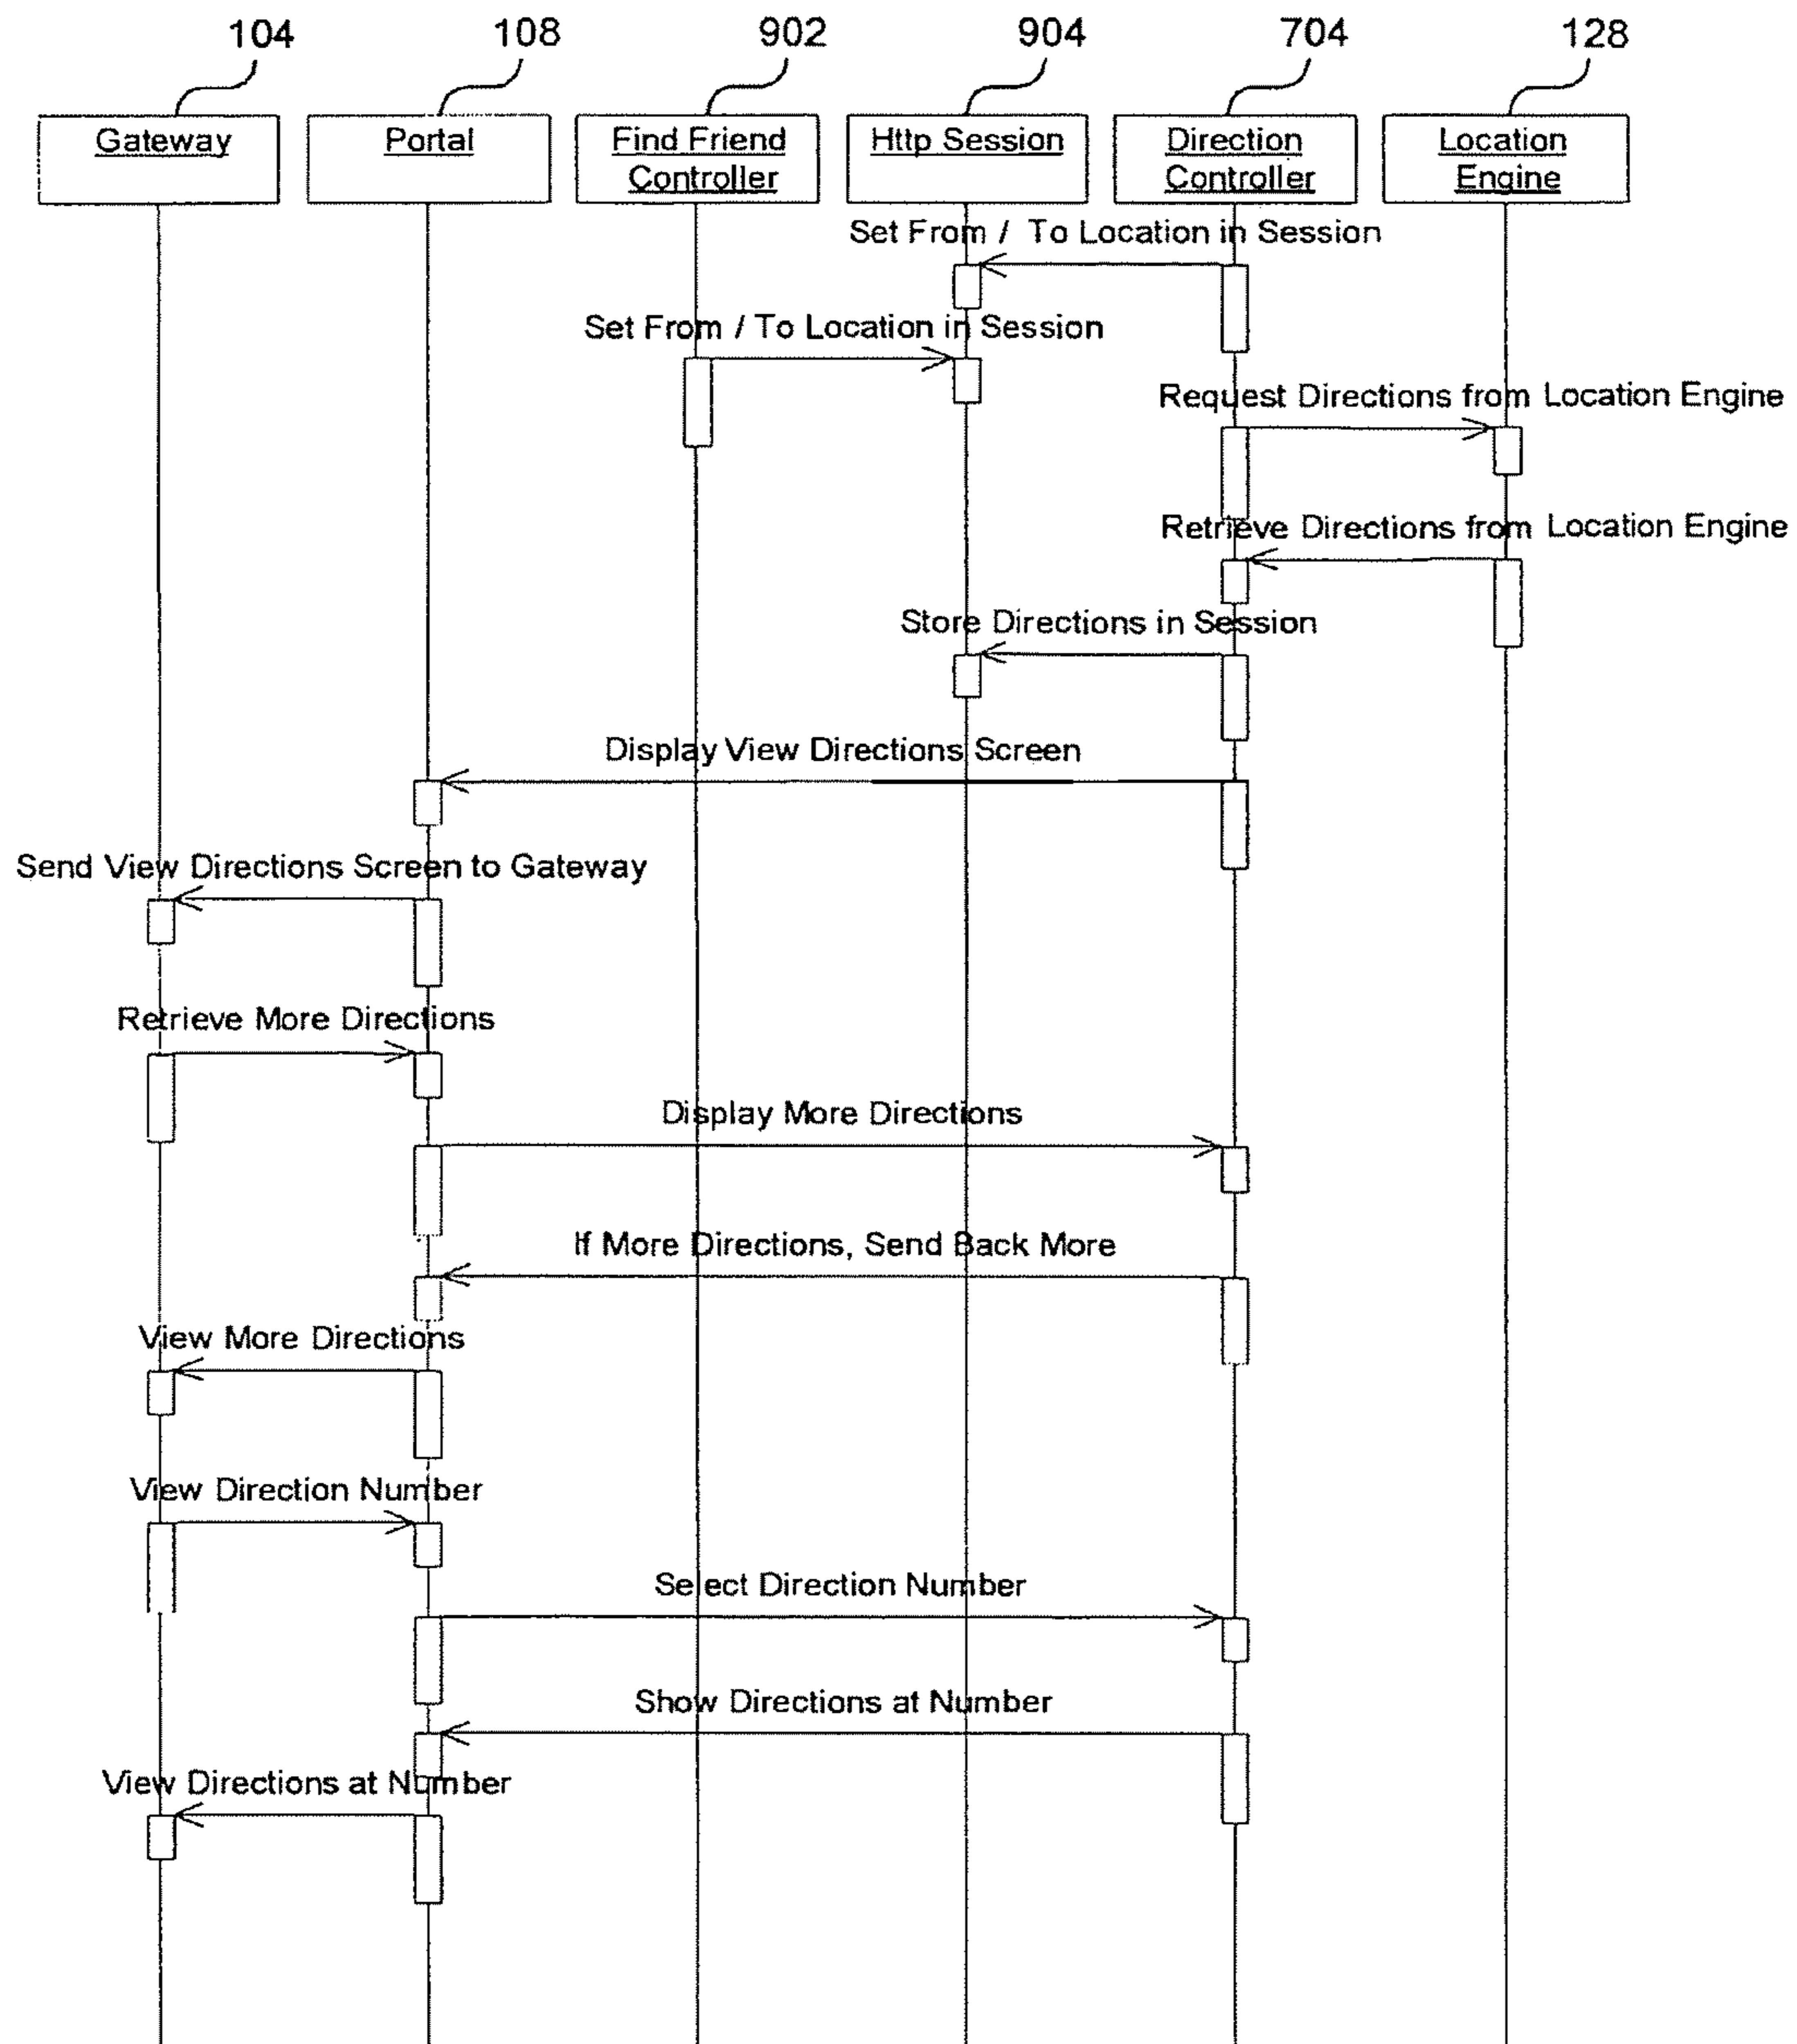 104 108 902 904 704 128
Gateway Portal Find Friend Http Session Direction Location
Controller Controller Engine
Set From / To Location in Session
Set From / To Location in Session
Request Directions from Location Engine
Retrieve Directions from Location Engine
Store Directions in Session
Display View Directions Screen
Send View Directions Screen to Gateway
Retrieve More Directions
Display More Directions
If More Directions, Send Back More
View More Directions
View Direction Number
Select Direction Number
Show Directions at Number
View Directions at Number